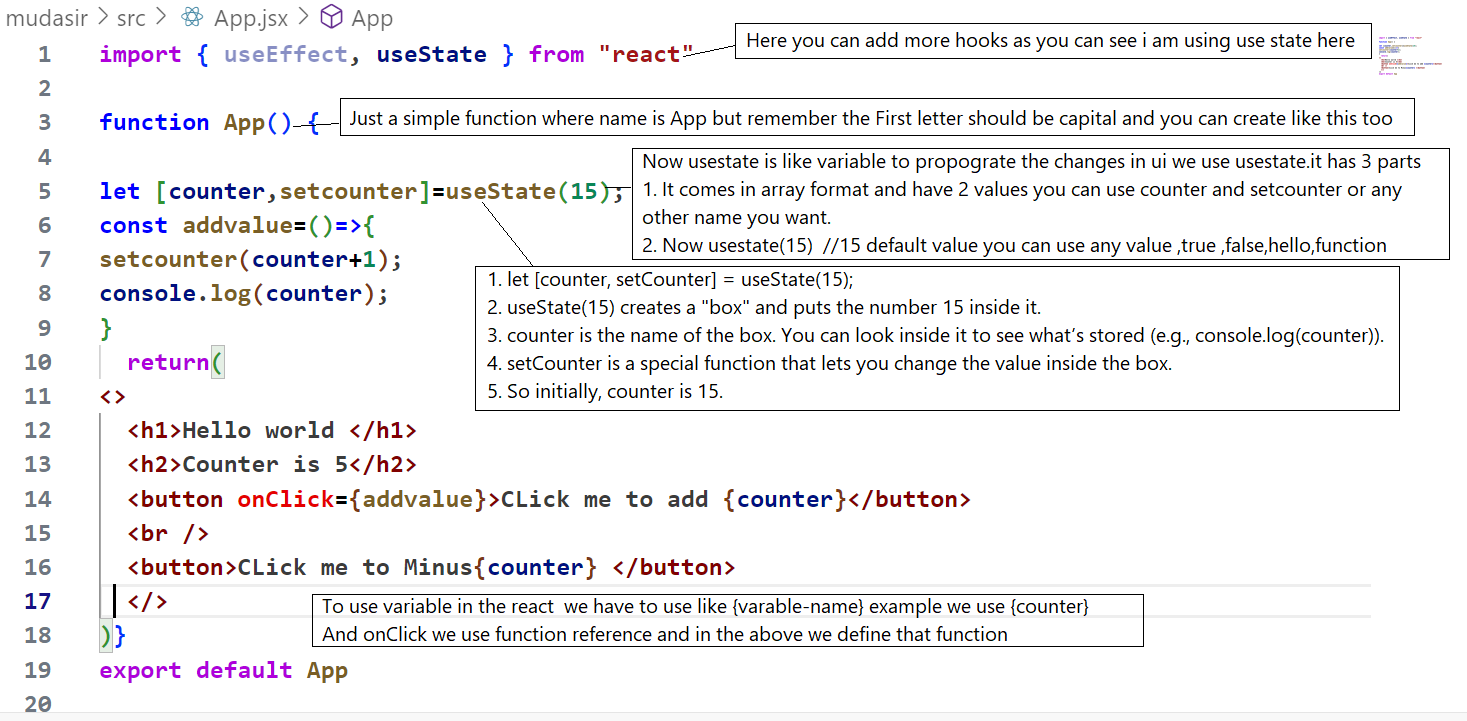 mudasir > src > App.jsx > App
1 import { useEffect, useState } from "react"
Here you can add more hooks as you can see i am using use state here
2
3 function App() {
Just a simple function where name is App but remember the First letter should be capital and you can create like this too
4
Now usestate is like variable to propograte the changes in ui we use usestate.it has 3 parts
1. It comes in array format and have 2 values you can use counter and setcounter or any
other name you want.
2. Now usestate(15) //15 default value you can use any value ,true ,false,hello,function
5 let [counter,setcounter]=useState(15);
6 const addvalue=()=>{
7 setcounter(counter+1);
8 console.log(counter);
9 }
1. let [counter, setCounter] = useState(15);
2. useState(15) creates a "box" and puts the number 15 inside it.
3. counter is the name of the box. You can look inside it to see what’s stored (e.g., console.log(counter)).
4. setCounter is a special function that lets you change the value inside the box.
5. So initially, counter is 15.
10 return(
11 <>
12 <h1>Hello world </h1>
13 <h2>Counter is 5</h2>
14 <button onClick={addvalue}>CLick me to add {counter}</button>
15 <br />
16 <button>CLick me to Minus{counter} </button>
17 </>
To use variable in the react we have to use like {varable-name} example we use {counter}
And onClick we use function reference and in the above we define that function
18 )}
19 export default App
20